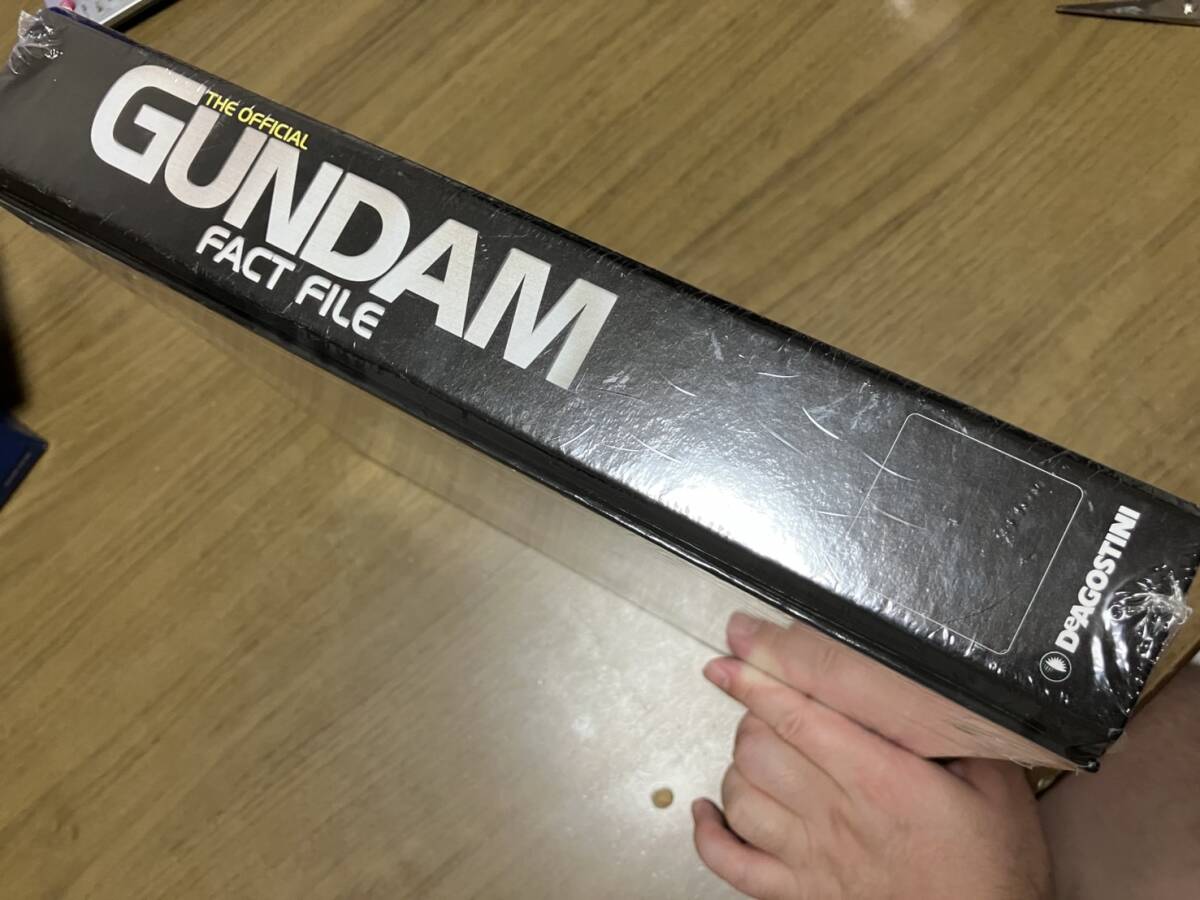 THE OFFICIAL
GUNDAM
FACT FILE
DeAGOSTINI